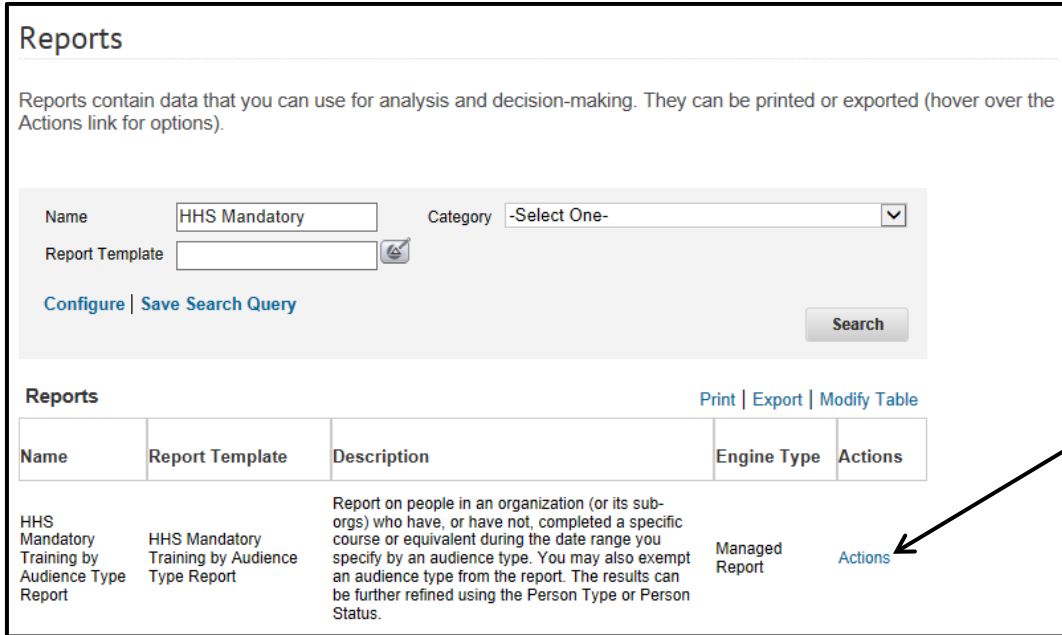 Reports
Reports contain data that you can use for analysis and decision-making. They can be printed or exported (hover over the
Actions link for options).
Name HHS Mandatory Category -Select One-
Report Template
Configure | Save Search Query
Search
Reports Print | Export | Modify Table
Name Report Template Description Engine Type Actions
HHS
Mandatory
Training by
Audience Type
Report
HHS Mandatory
Training by Audience
Type Report
Report on people in an organization (or its sub-
orgs) who have, or have not, completed a specific
course or equivalent during the date range you
specify by an audience type. You may also exempt
an audience type from the report. The results can
be further refined using the Person Type or Person
Status.
Managed
Report
Actions